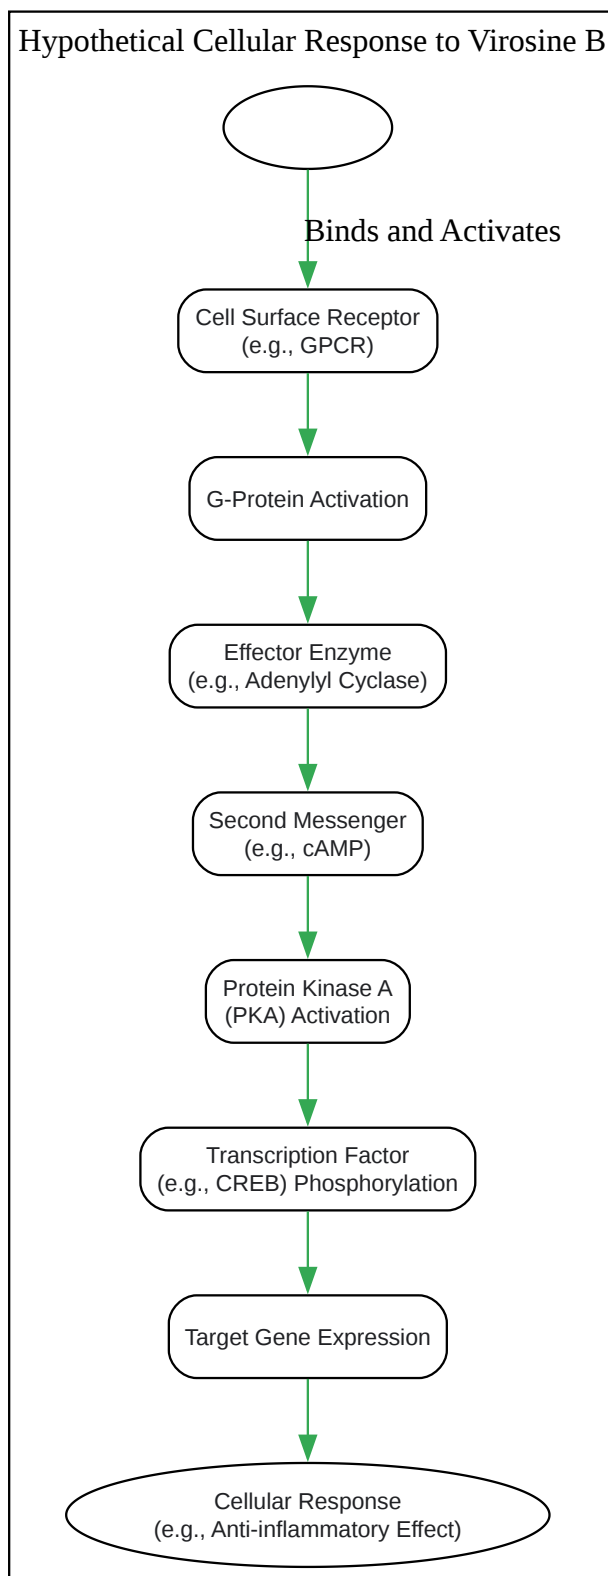 Hypothetical Cellular Response to Virosine B
Binds and Activates
Cell Surface Receptor
(e.g., GPCR)
G-Protein Activation
Effector Enzyme
(e.g., Adenylyl Cyclase)
Second Messenger
(e.g., cAMP)
Protein Kinase A
(PKA) Activation
Transcription Factor
(e.g., CREB) Phosphorylation
Target Gene Expression
Cellular Response
(e.g., Anti-inflammatory Effect)